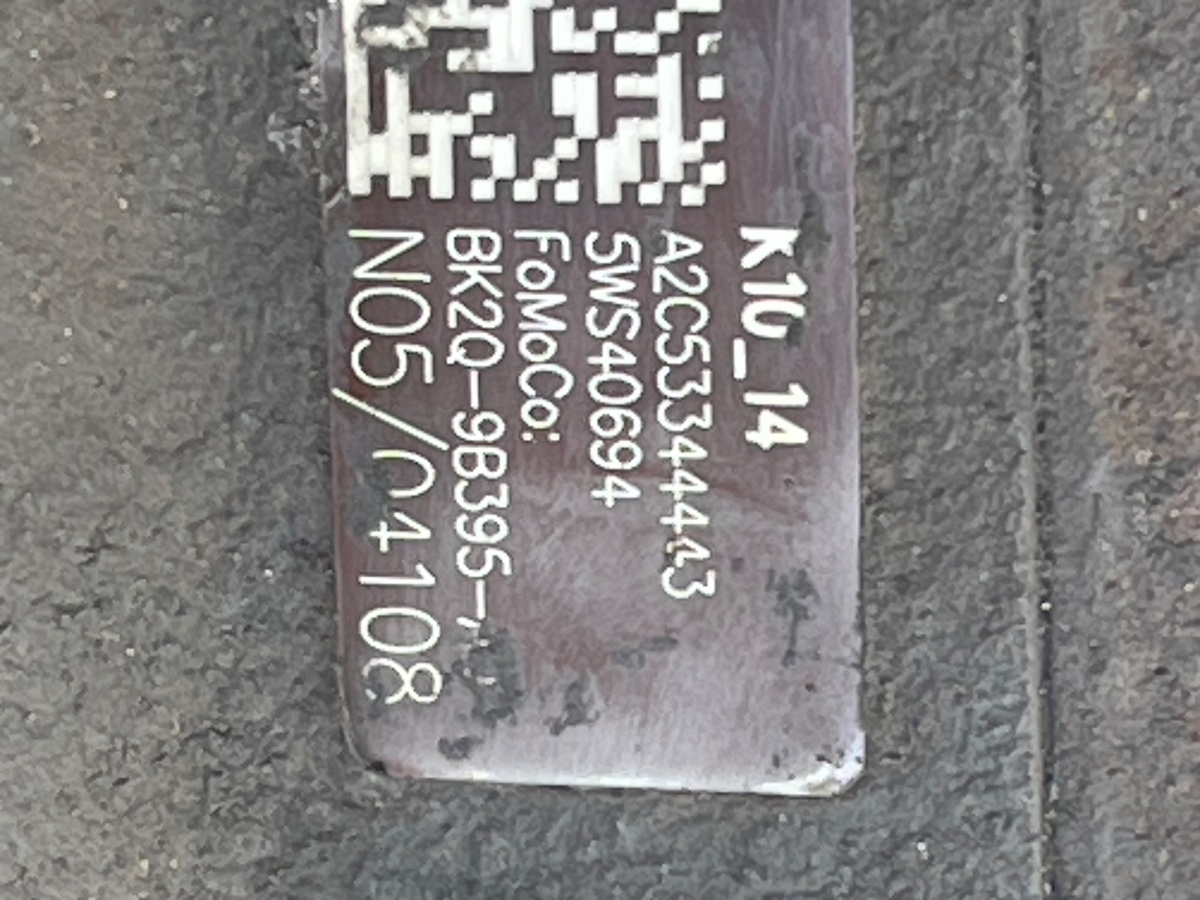 K10_14
A2C53344443
5WS40694
FoMoCo:
BK2Q-9B395-
N05/04108